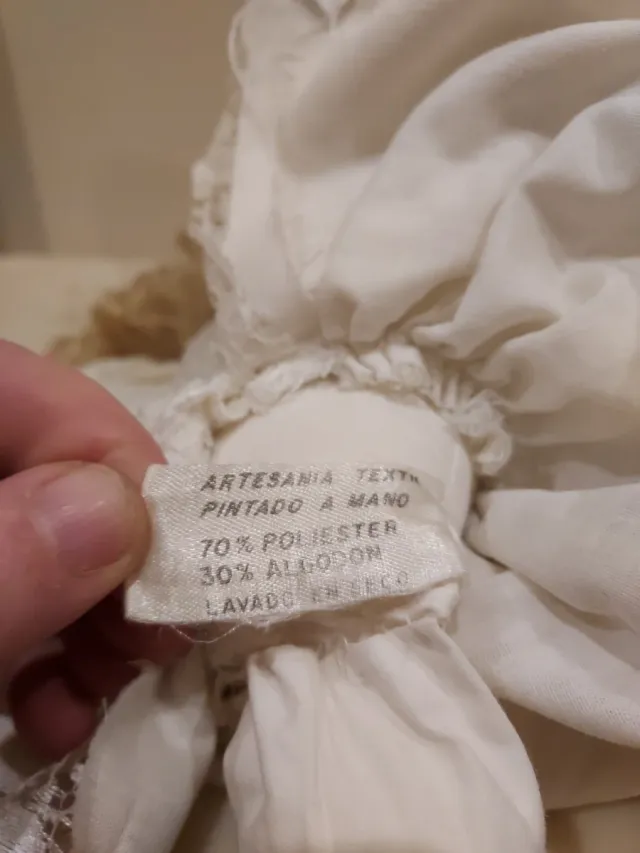 ARTESANIA TEXTIL
PINTADO A MANO
70% POLIESTER
30% ALGODON
LAVADO EN SECO